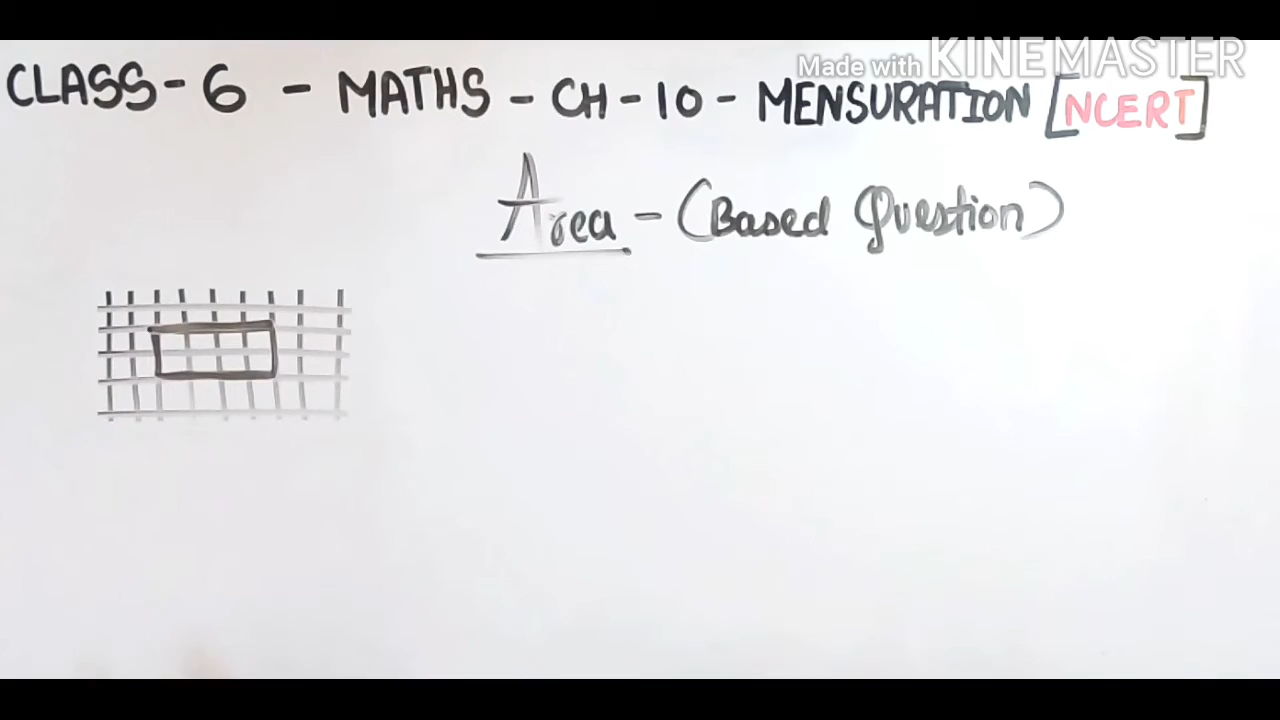 Made with KINEMASTER
CLASS-6 - MATHS - CH-10 - MENSURATION [NCERT]
Area - (Based Question)